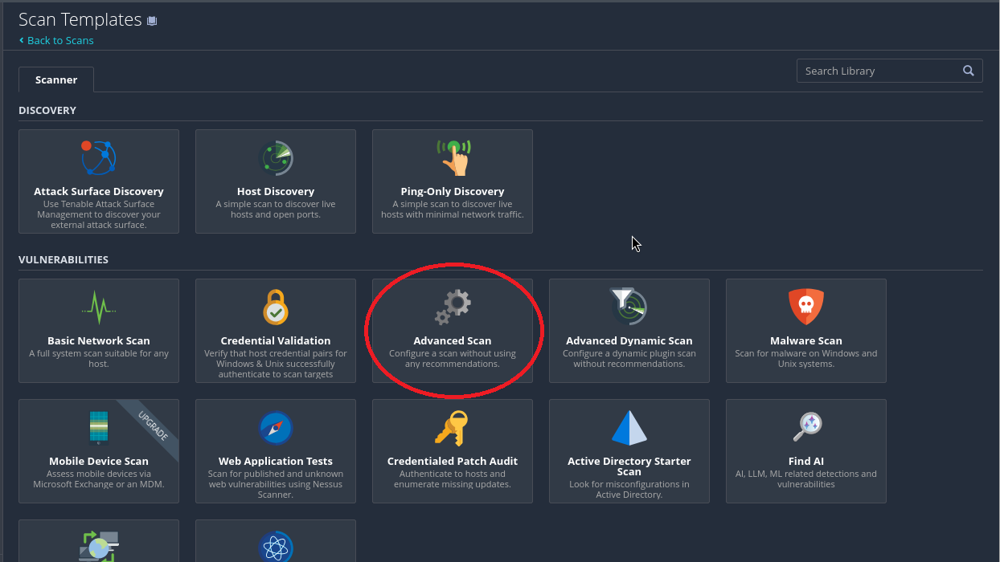 Scan Templates
Back to Scans
Scanner
Search Library
DISCOVERY
Attack Surface Discovery
Use Tenable Attack Surface
Management to discover your
external attack surface.
Host Discovery
A simple scan to discover live
hosts and open ports.
Ping-Only Discovery
A simple scan to discover live
hosts with minimal network traffic.
VULNERABILITIES
Basic Network Scan
A full system scan suitable for any
host.
Credential Validation
Verify that host credential pairs for
Windows & Unix successfully
authenticate to scan targets
Advanced Scan
Configure a scan without using
any recommendations.
Advanced Dynamic Scan
Configure a dynamic plugin scan
without recommendations.
Malware Scan
Scan for malware on Windows and
Unix systems.
UPGRADE
Mobile Device Scan
Assess mobile devices via
Microsoft Exchange or an MDM.
Web Application Tests
Scan for published and unknown
web vulnerabilities using Nessus
Scanner.
Credentialed Patch Audit
Authenticate to hosts and
enumerate missing updates.
Active Directory Starter
Scan
Look for misconfigurations in
Active Directory.
Find AI
AI, LLM, ML related detections and
vulnerabilities